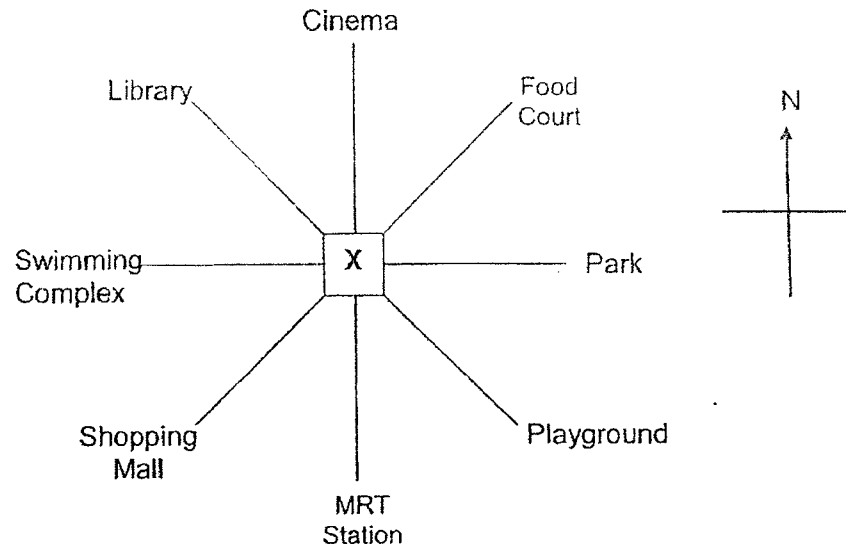 Cinema
Library
Food
Court
N
Swimming
Complex
X
Park
Shopping
Mall
Playground
MRT
Station